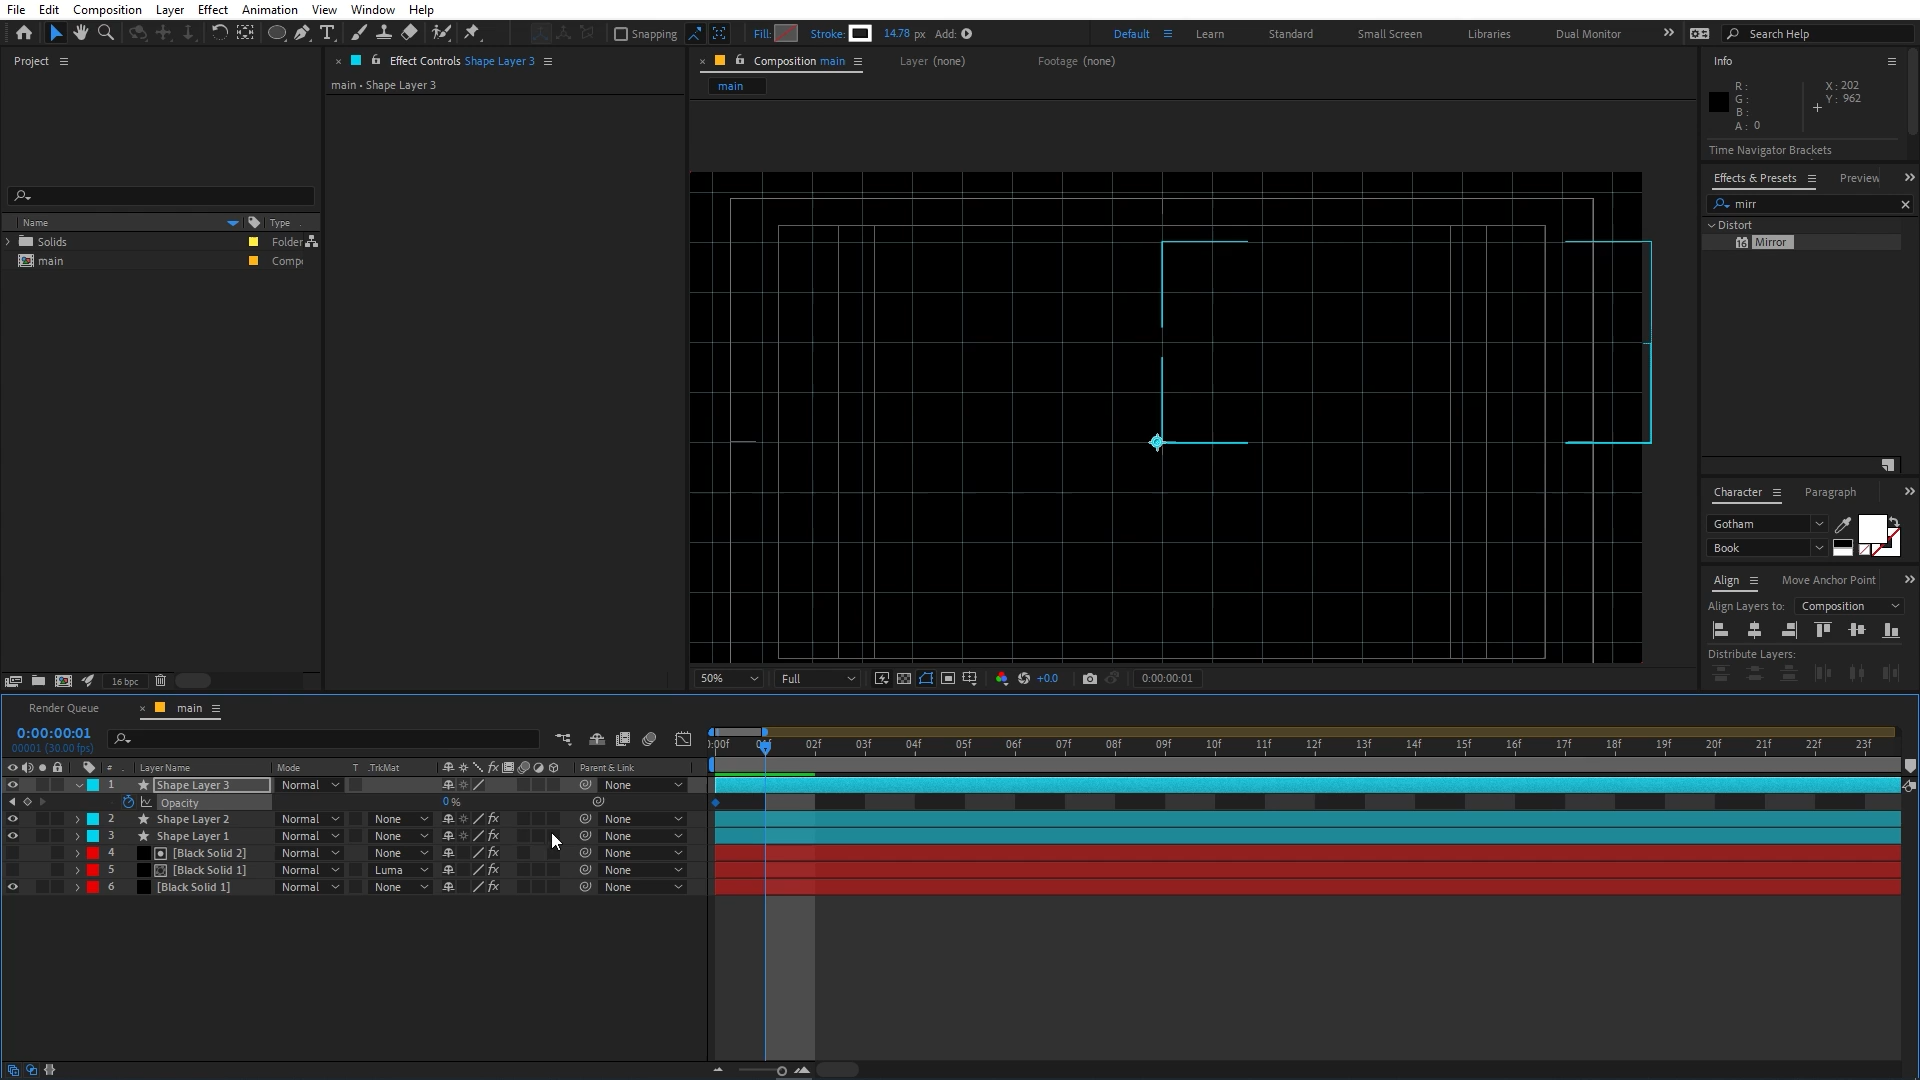 File Edit Composition Layer Effect Animation View Window Help
Snapping Fill: Stroke: 14.78 px Add: Default Learn Standard Small Screen Libraries Dual Monitor Search Help
Project
Effect Controls Shape Layer 3
main • Shape Layer 3
Composition main
Layer (none)
Footage (none)
main
Info
R:
G:
B:
A: 0
X: 202
Y: 962
Time Navigator Brackets
Effects & Presets Preview
mirr
Distort
Mirror
Name Type
Solids Folder
main Comp
Character Paragraph
Gotham
Book
Align Move Anchor Point
Align Layers to: Composition
Distribute Layers:
16 bpc
50% Full +0.0 0:00:00:01
Render Queue main
0:00:00:01
00001 (30.00 fps)
:00f 01f 02f 03f 04f 05f 06f 07f 08f 09f 10f 11f 12f 13f 14f 15f 16f 17f 18f 19f 20f 21f 22f 23f
# Layer Name Mode T .TrkMat Parent & Link
1 Shape Layer 3 Normal None
Opacity 0 %
2 Shape Layer 2 Normal None None
3 Shape Layer 1 Normal None None
4 [Black Solid 2] Normal None None
5 [Black Solid 1] Normal Luma None
6 [Black Solid 1] Normal None None